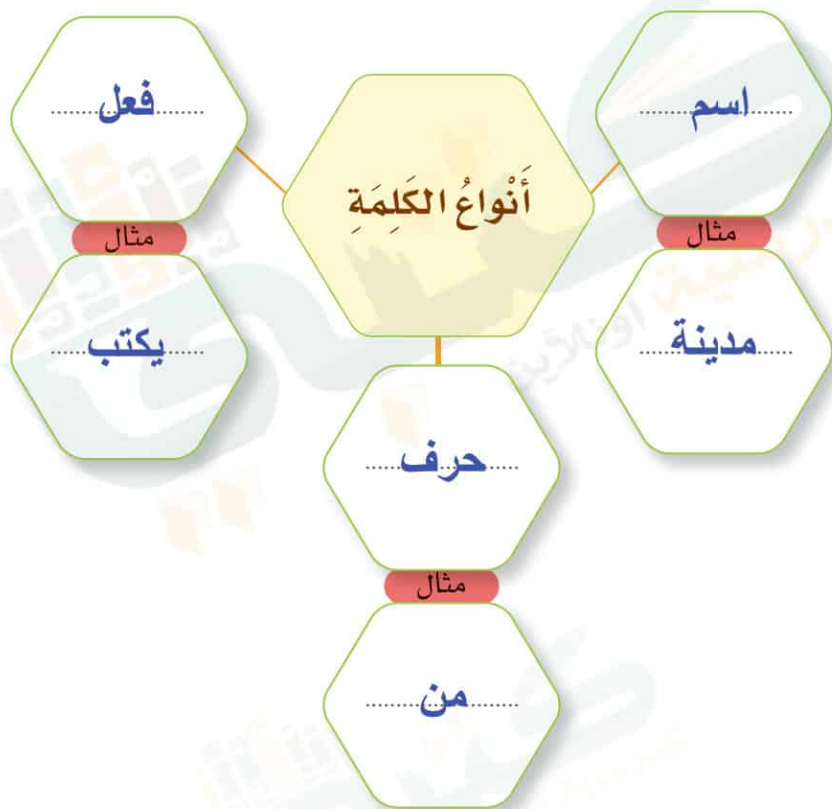 أَنْواعُ الكَلِمَةِ
اسم
مثال
مدينة
فعل
مثال
يكتب
حرف
مثال
من